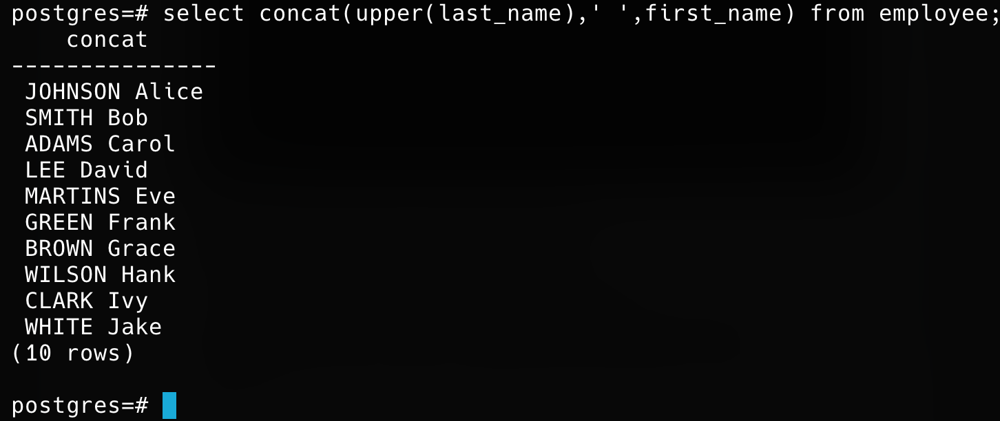 postgres=# select concat(upper(last_name),' ',first_name) from employee;
    concat
---------------
 JOHNSON Alice
 SMITH Bob
 ADAMS Carol
 LEE David
 MARTINS Eve
 GREEN Frank
 BROWN Grace
 WILSON Hank
 CLARK Ivy
 WHITE Jake
(10 rows)

postgres=#